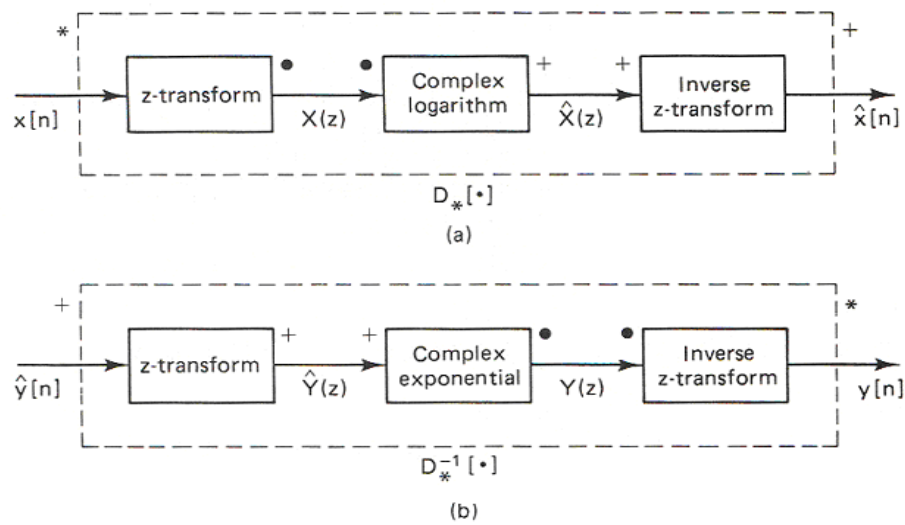 * +
z-transform • • Complex logarithm + + Inverse z-transform
x[n] X(z) X̂(z) x̂[n]
D*[•]
(a)
+ *
z-transform + + Complex exponential • • Inverse z-transform
ŷ[n] Ŷ(z) Y(z) y[n]
D*⁻¹[•]
(b)